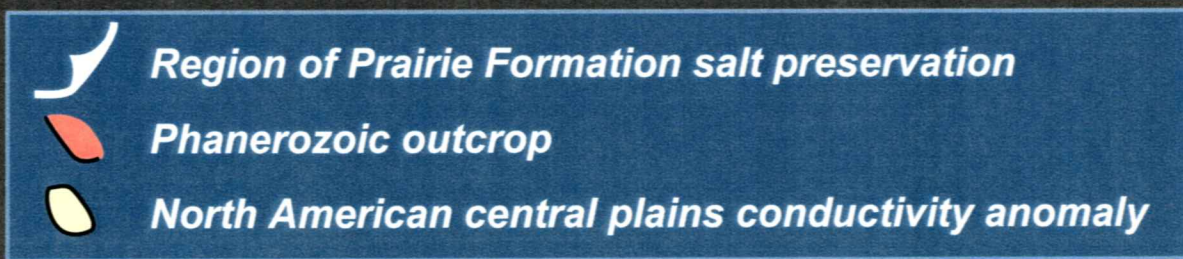 Region of Prairie Formation salt preservation
Phanerozoic outcrop
North American central plains conductivity anomaly